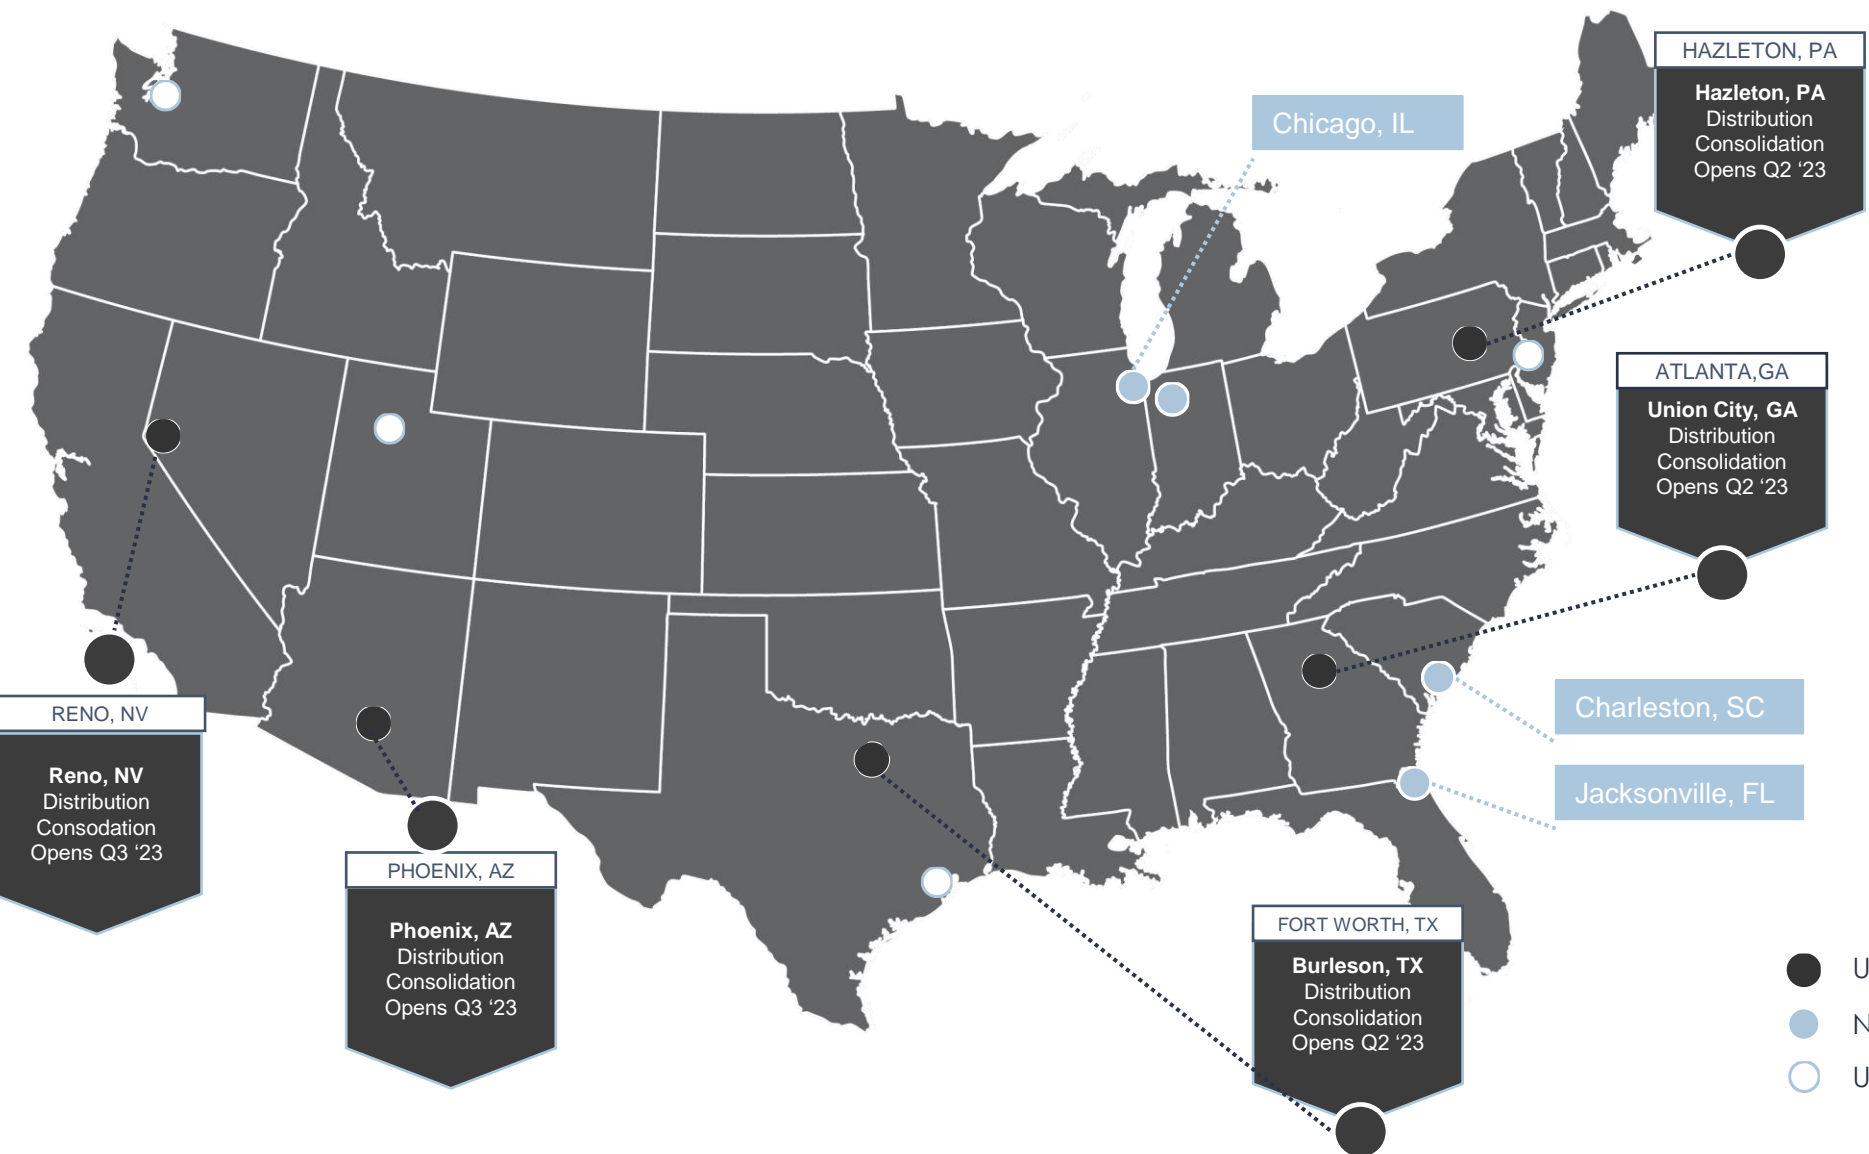 HAZLETON, PA
Hazleton, PA
Distribution
Consolidation
Opens Q2 ‘23
Chicago, IL
ATLANTA,GA
Union City, GA
Distribution
Consolidation
Opens Q2 ‘23
Charleston, SC
Jacksonville, FL
RENO, NV
Reno, NV
Distribution
Consodation
Opens Q3 ‘23
PHOENIX, AZ
Phoenix, AZ
Distribution
Consolidation
Opens Q3 ‘23
FORT WORTH, TX
Burleson, TX
Distribution
Consolidation
Opens Q2 ‘23
U
N
U